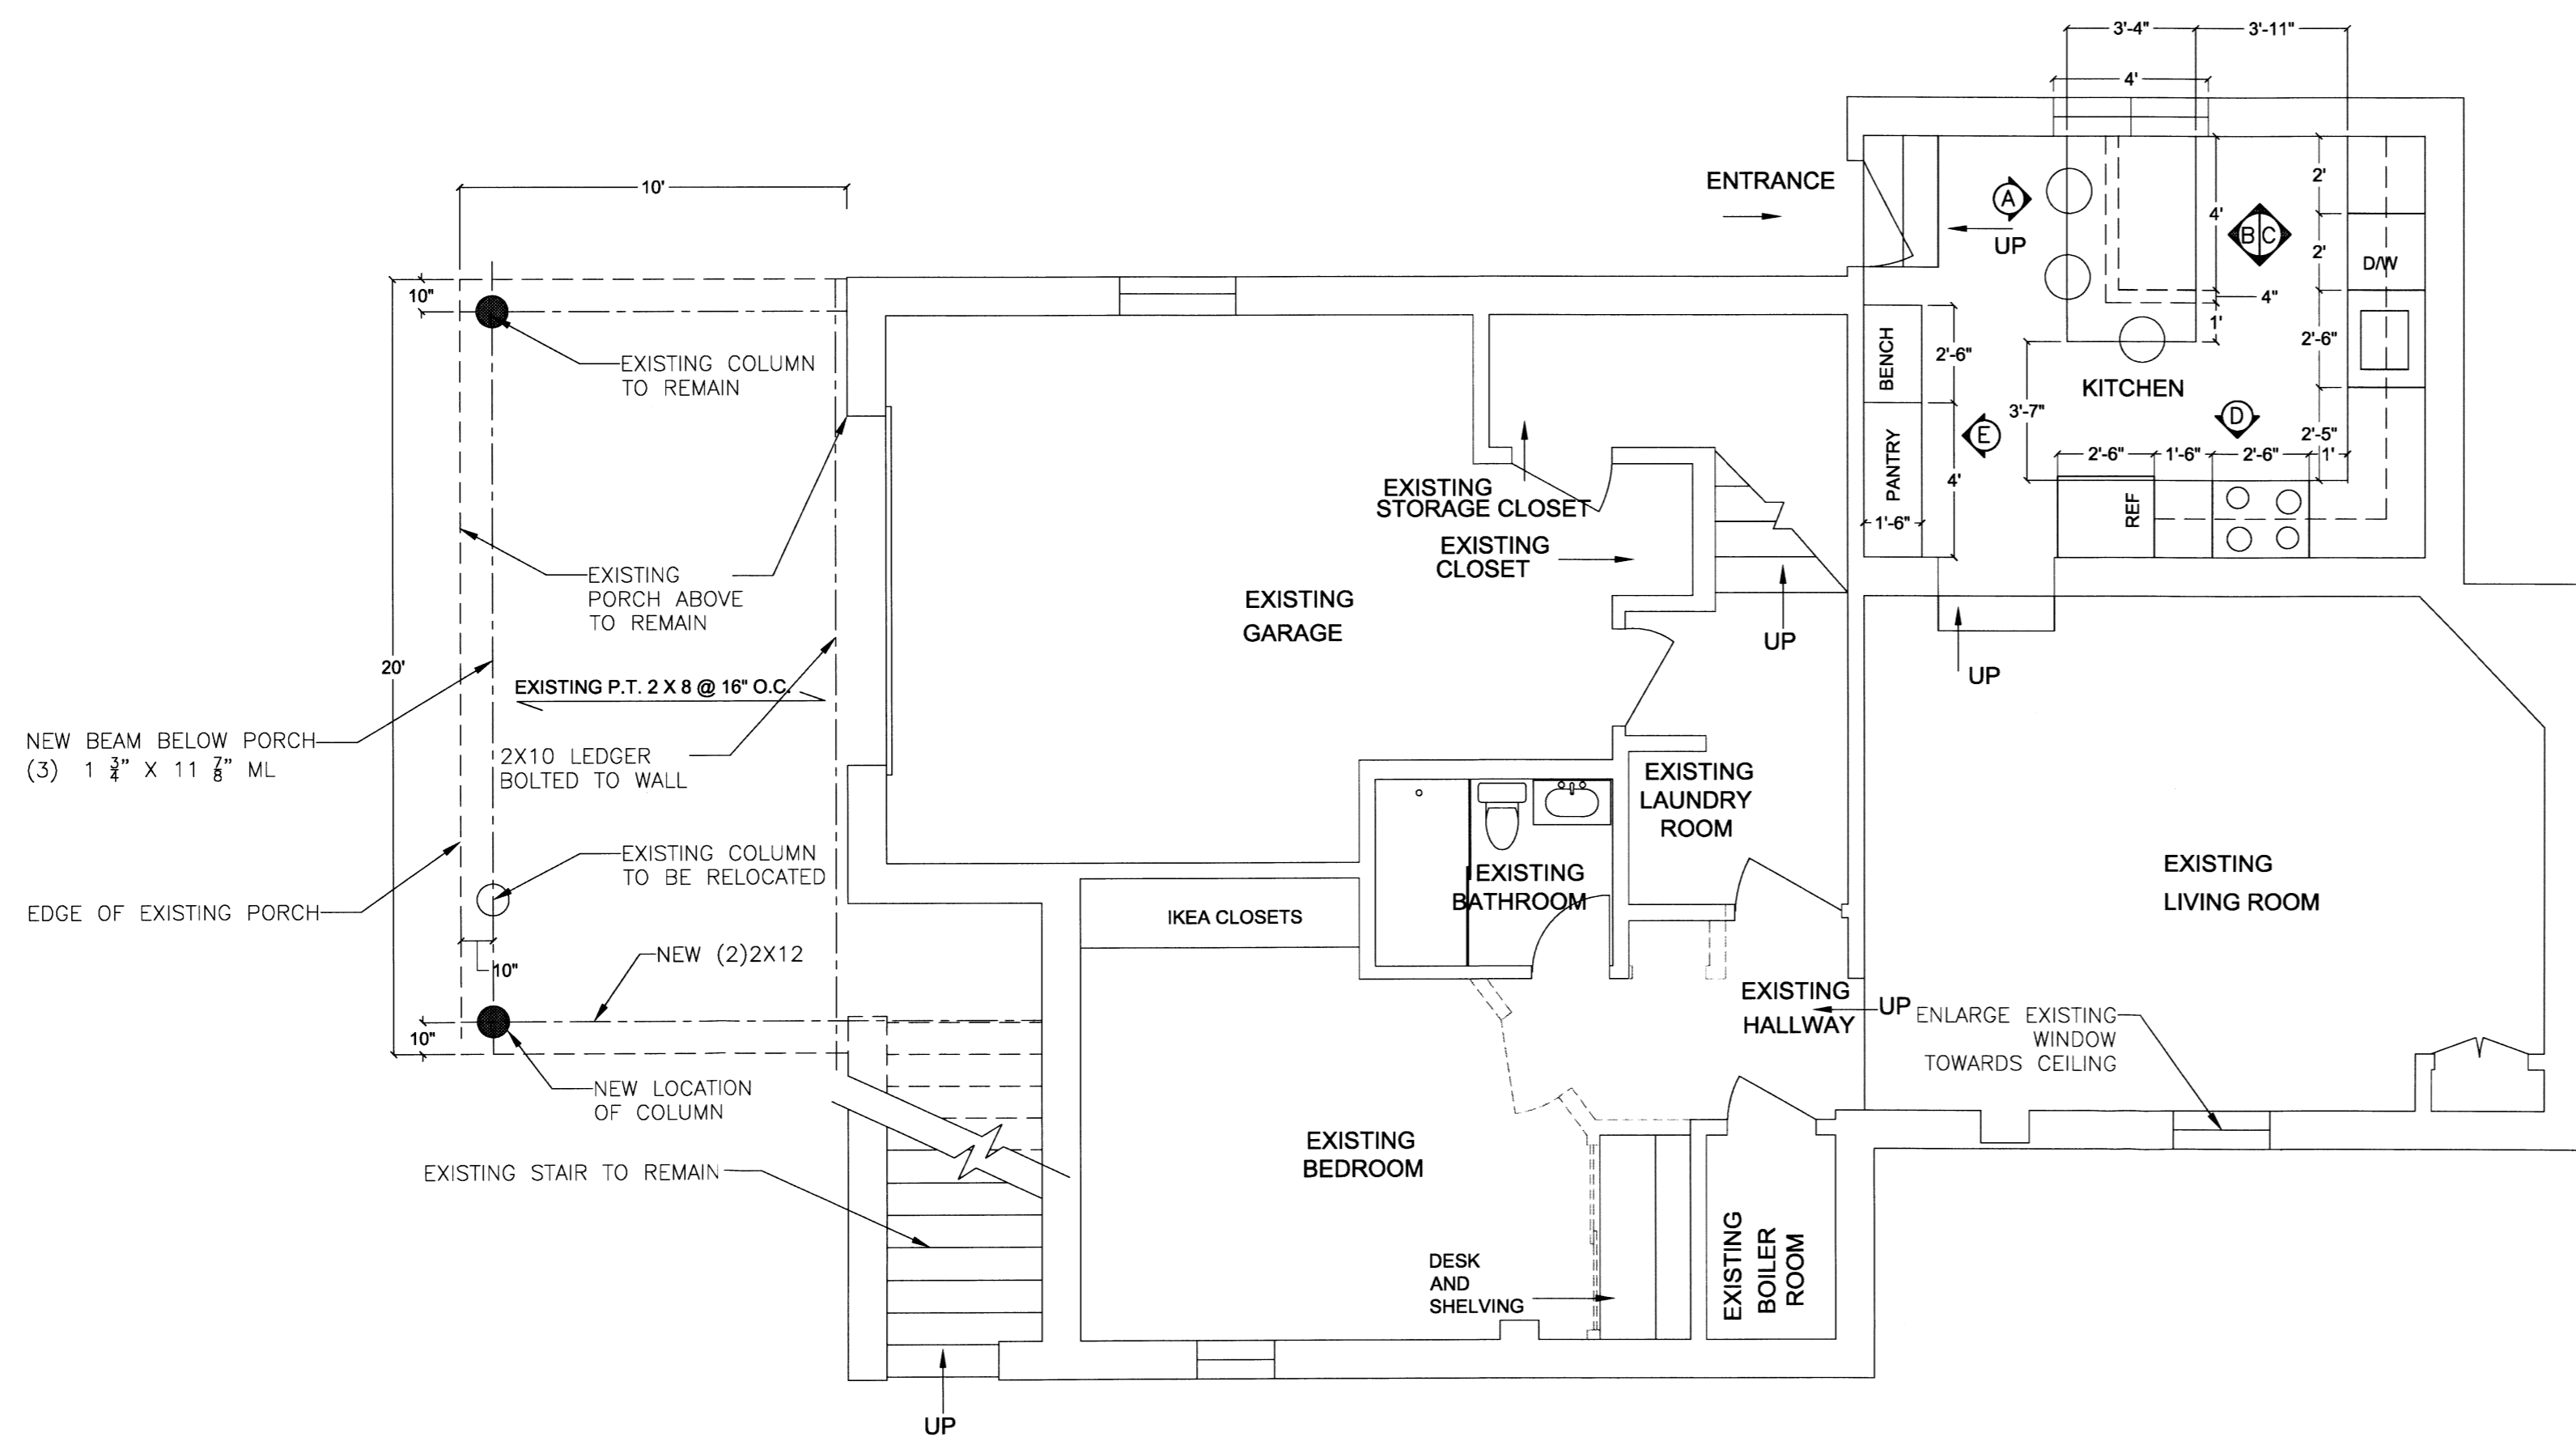 3'-4"
3'-11"
4'
ENTRANCE
10'
UP
A
B
C
2'
4'
2'
D/W
4"
1'
2'-6"
10"
EXISTING COLUMN
TO REMAIN
BENCH
2'-6"
KITCHEN
3'-7"
D
E
2'-5"
2'-6"
1'-6"
2'-6"
1'
PANTRY
4'
REF
1'-6"
EXISTING
STORAGE CLOSET
EXISTING
CLOSET
EXISTING
PORCH ABOVE
TO REMAIN
EXISTING
GARAGE
UP
UP
20'
EXISTING P.T. 2 X 8 @ 16" O.C.
NEW BEAM BELOW PORCH
(3) 1 3/4" X 11 7/8" ML
2X10 LEDGER
BOLTED TO WALL
EXISTING
LAUNDRY
ROOM
EXISTING COLUMN
TO BE RELOCATED
EXISTING
BATHROOM
EXISTING
LIVING ROOM
EDGE OF EXISTING PORCH
IKEA CLOSETS
NEW (2)2X12
10"
EXISTING
HALLWAY
UP
ENLARGE EXISTING
WINDOW
TOWARDS CEILING
10"
NEW LOCATION
OF COLUMN
EXISTING
BEDROOM
EXISTING STAIR TO REMAIN
DESK
AND
SHELVING
EXISTING
BOILER
ROOM
UP